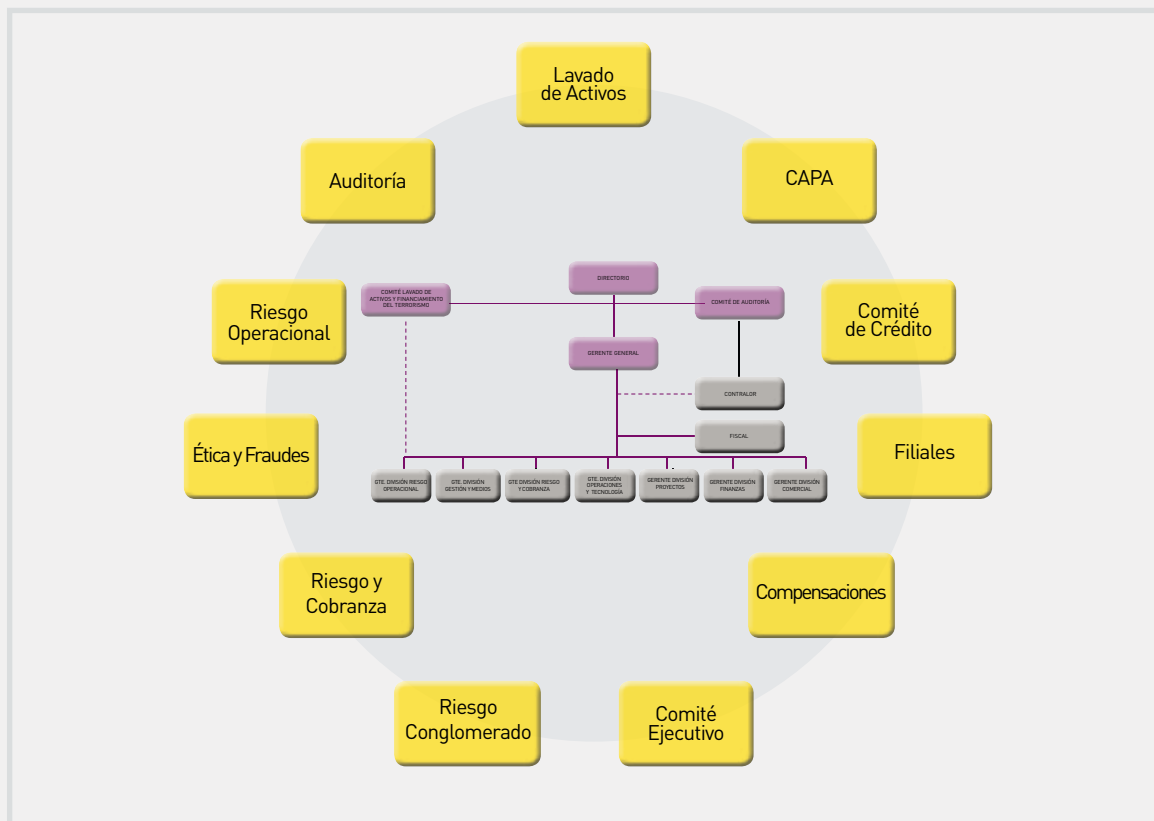 Lavado
de Activos
Auditoría
CAPA
Riesgo
Operacional
Comité
de Crédito
Ética y Fraudes
Filiales
Riesgo y
Cobranza
Compensaciones
Riesgo
Conglomerado
Comité
Ejecutivo
DIRECTORIO
COMITÉ LAVADO DE
ACTIVOS Y FINANCIAMIENTO
DEL TERRORISMO
COMITÉ DE AUDITORÍA
GERENTE GENERAL
CONTRALOR
FISCAL
GTE. DIVISIÓN RIESGO
OPERACIONAL
GTE. DIVISIÓN
GESTIÓN Y MEDIOS
GTE DIVISIÓN RIESGO
Y COBRANZA
GTE. DIVISIÓN
OPERACIONES
Y TECNOLOGÍA
GERENTE DIVISIÓN
PROYECTOS
GERENTE DIVISIÓN
FINANZAS
GERENTE DIVISIÓN
COMERCIAL